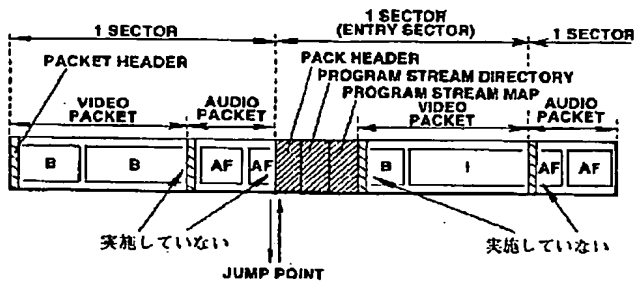 1 SECTOR
1 SECTOR
(ENTRY SECTOR)
1 SECTOR
PACKET HEADER
PACK HEADER
PROGRAM STREAM DIRECTORY
PROGRAM STREAM MAP
VIDEO
PACKET
AUDIO
PACKET
VIDEO
PACKET
AUDIO
PACKET
B
B
AF
AF
B
I
AF
AF
実施していない
実施していない
JUMP POINT